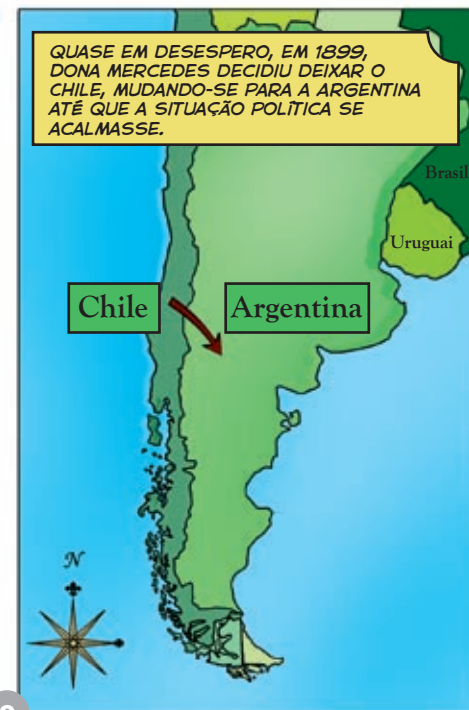 QUASE EM DESESPERO, EM 1899,
DONA MERCEDES DECIDIU DEIXAR O
CHILE, MUDANDO-SE PARA A ARGENTINA
ATÉ QUE A SITUAÇÃO POLÍTICA SE
ACALMASSE.
Brasil
Uruguai
Chile
Argentina
N